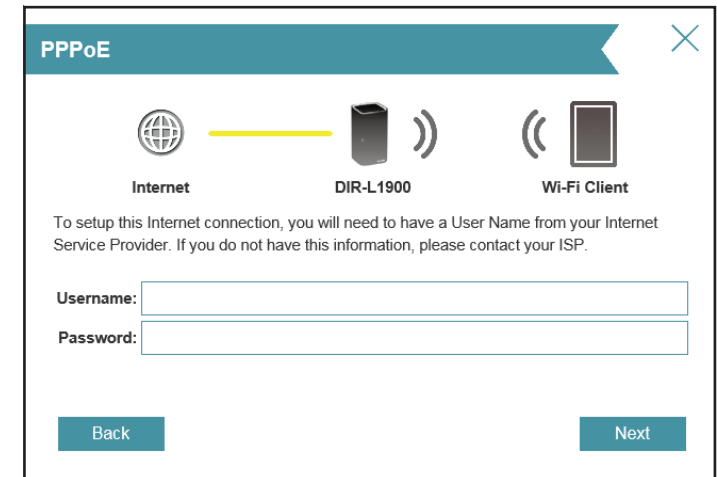 PPPoE
Internet
DIR-L1900
Wi-Fi Client
To setup this Internet connection, you will need to have a User Name from your Internet
Service Provider. If you do not have this information, please contact your ISP.
Username:
Password:
Back
Next